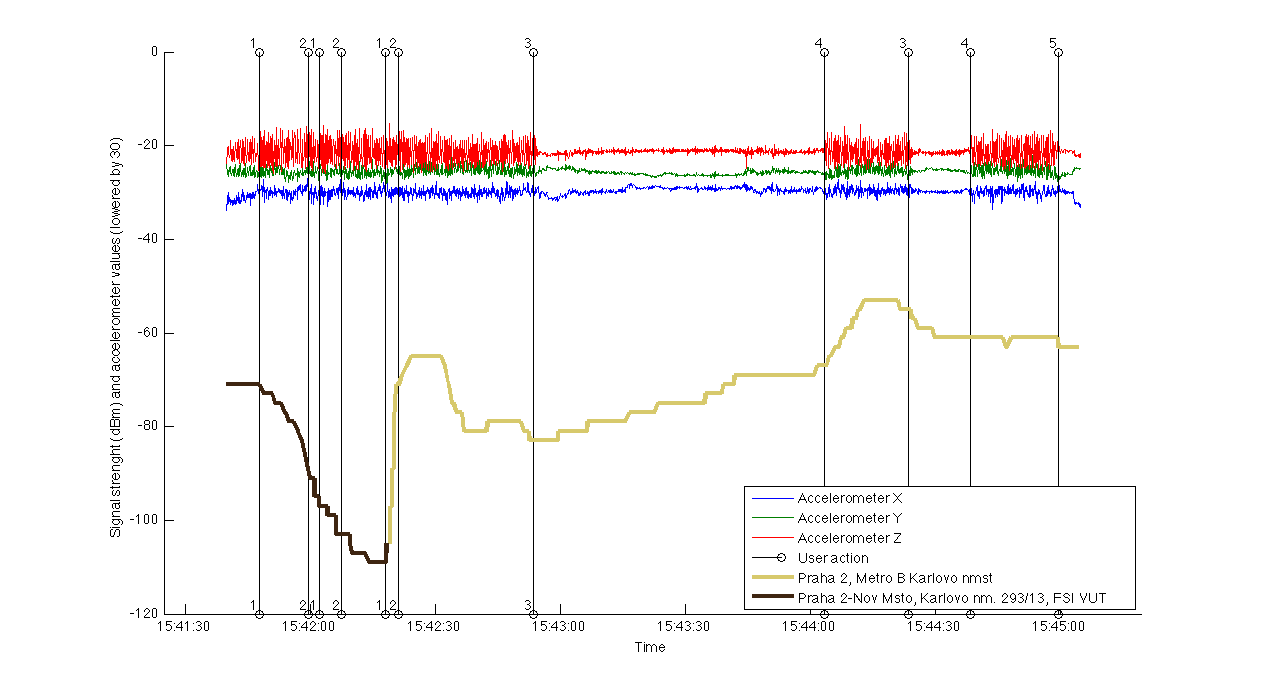 1 2 1 2 1 2 3 4 3 4 5
0
-20
-40
-60
-80
-100
-120
Signal strenght (dBm) and accelerometer values (lowered by 30)
Accelerometer X
Accelerometer Y
Accelerometer Z
User action
Praha 2, Metro B Karlovo nmst
Praha 2-Nov Msto, Karlovo nm. 293/13, FSI VUT
1 2 1 2 1 2 3
15:41:30 15:42:00 15:42:30 15:43:00 15:43:30 15:44:00 15:44:30 15:45:00
Time